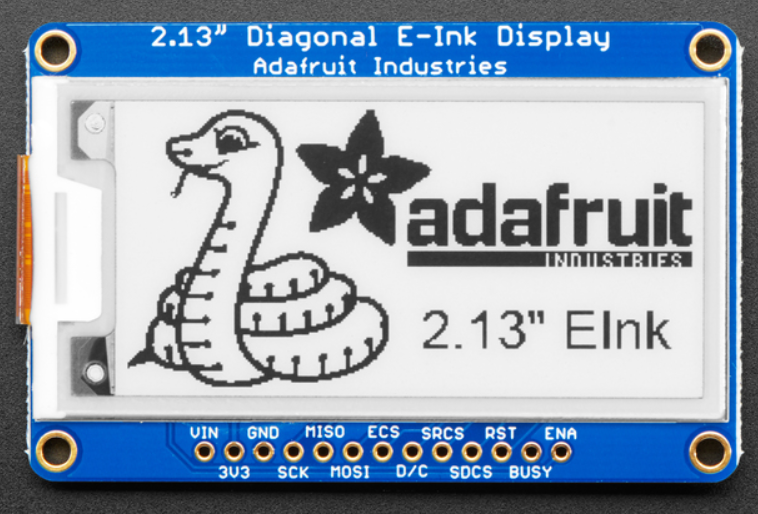 2.13" Diagonal E-Ink Display
Adafruit Industries
adafruit
INDUSTRIES
2.13" EInk
VIN GND MISO ECS SRCS RST ENA
3V3 SCK MOSI D/C SDCS BUSY